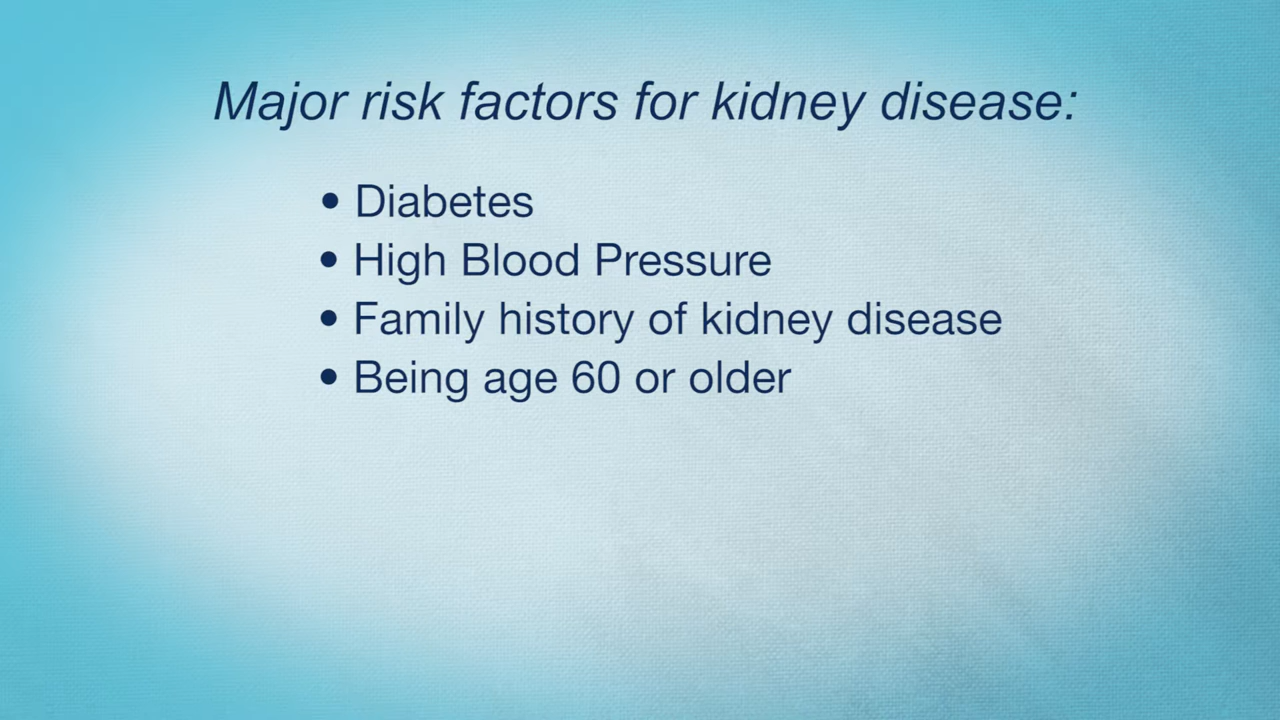 Major risk factors for kidney disease:
• Diabetes
• High Blood Pressure
• Family history of kidney disease
• Being age 60 or older